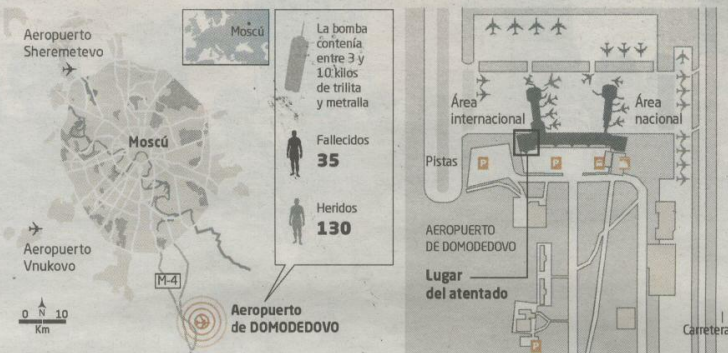 Aeropuerto
Sheremetevo
Moscú
Moscú
Aeropuerto
Vnukovo
M-4
0 N 10
Km
Aeropuerto
de DOMODEDOVO
La bomba
contenía
entre 3 y
10 kilos
de trilita
y metralla
Fallecidos
35
Heridos
130
Área
internacional
Área
nacional
Pistas
P
P
AEROPUERTO
DE DOMODEDOVO
Lugar
del atentado
P
Carretera